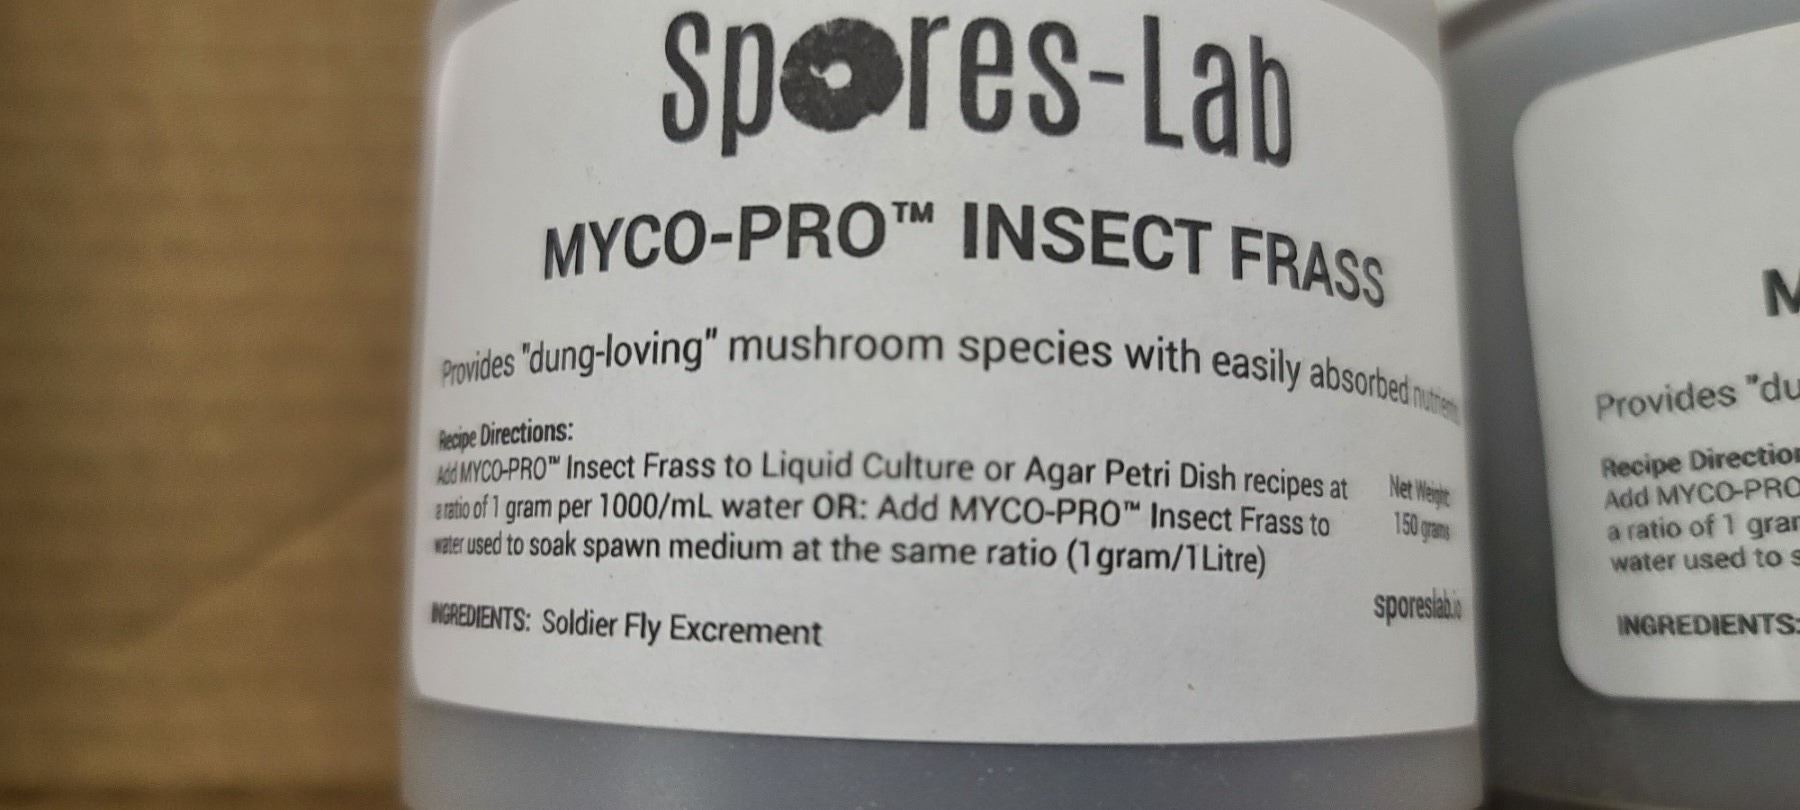 Spores-Lab
MYCO-PRO™ INSECT FRASS
Provides "dung-loving" mushroom species with easily absorbed nutrients
Recipe Directions:
Add MYCO-PRO™ Insect Frass to Liquid Culture or Agar Petri Dish recipes at
a ratio of 1 gram per 1000/mL water OR: Add MYCO-PRO™ Insect Frass to
water used to soak spawn medium at the same ratio (1gram/1Litre)
Net Weight
150 grams
sporeslab.io
INGREDIENTS: Soldier Fly Excrement
M
Provides "du
Recipe Direction
Add MYCO-PRO
a ratio of 1 gram
water used to s
INGREDIENTS: